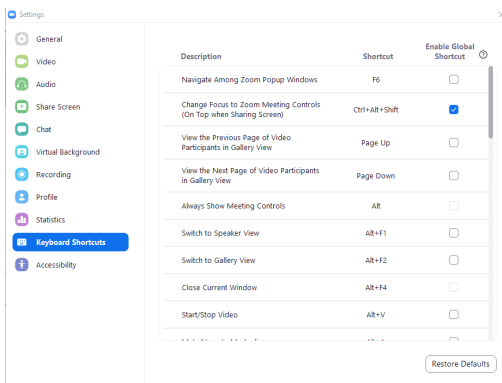 Settings
General
Video
Audio
Share Screen
Chat
Virtual Background
Recording
Profile
Statistics
Keyboard Shortcuts
Accessibility
Enable Global
Description Shortcut Shortcut ?
Navigate Among Zoom Popup Windows F6
Change Focus to Zoom Meeting Controls
(On Top when Sharing Screen) Ctrl+Alt+Shift
View the Previous Page of Video
Participants in Gallery View Page Up
View the Next Page of Video Participants
in Gallery View Page Down
Always Show Meeting Controls Alt
Switch to Speaker View Alt+F1
Switch to Gallery View Alt+F2
Close Current Window Alt+F4
Start/Stop Video Alt+V
Restore Defaults